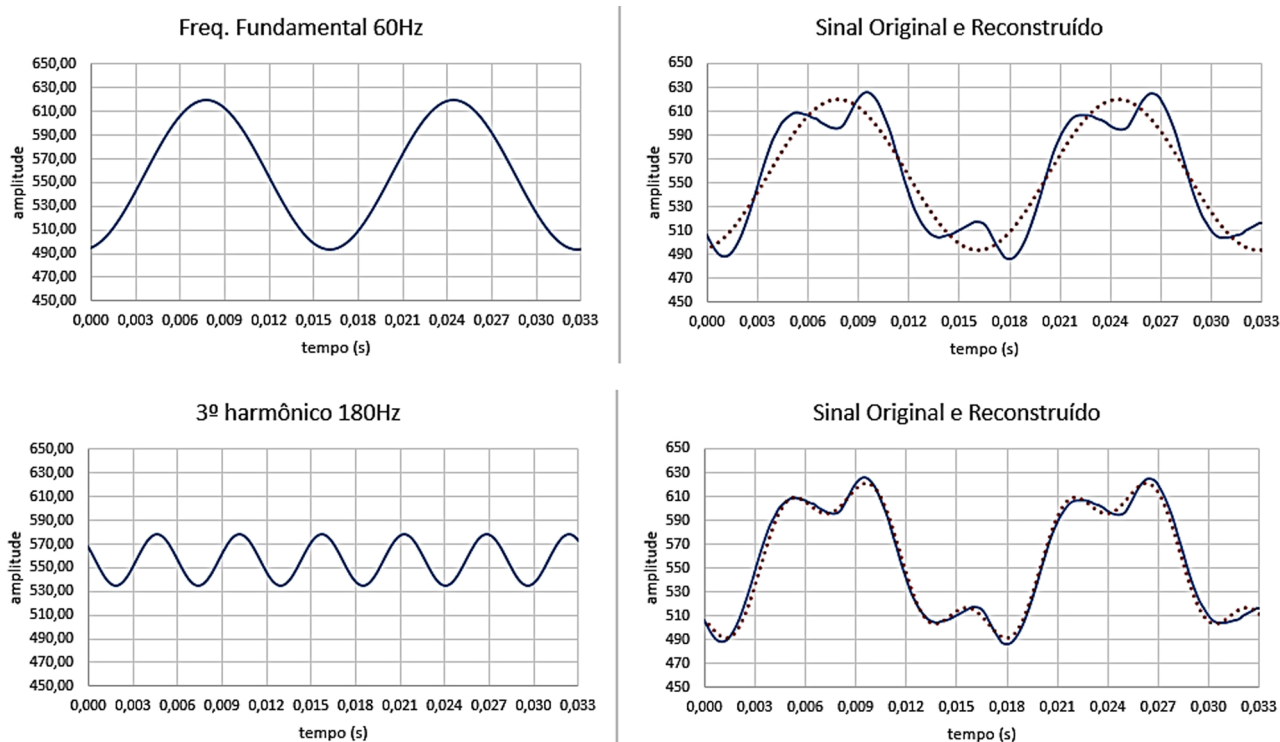 Freq. Fundamental 60Hz
650,00
630,00
610,00
590,00
570,00
550,00
530,00
510,00
490,00
470,00
450,00
amplitude
0,000 0,003 0,006 0,009 0,012 0,015 0,018 0,021 0,024 0,027 0,030 0,033
tempo (s)
Sinal Original e Reconstruído
650
630
610
590
570
550
530
510
490
470
450
amplitude
0,000 0,003 0,006 0,009 0,012 0,015 0,018 0,021 0,024 0,027 0,030 0,033
tempo (s)
3º harmônico 180Hz
650,00
630,00
610,00
590,00
570,00
550,00
530,00
510,00
490,00
470,00
450,00
amplitude
0,000 0,003 0,006 0,009 0,012 0,015 0,018 0,021 0,024 0,027 0,030 0,033
tempo (s)
Sinal Original e Reconstruído
650
630
610
590
570
550
530
510
490
470
450
amplitude
0,000 0,003 0,006 0,009 0,012 0,015 0,018 0,021 0,024 0,027 0,030 0,033
tempo (s)